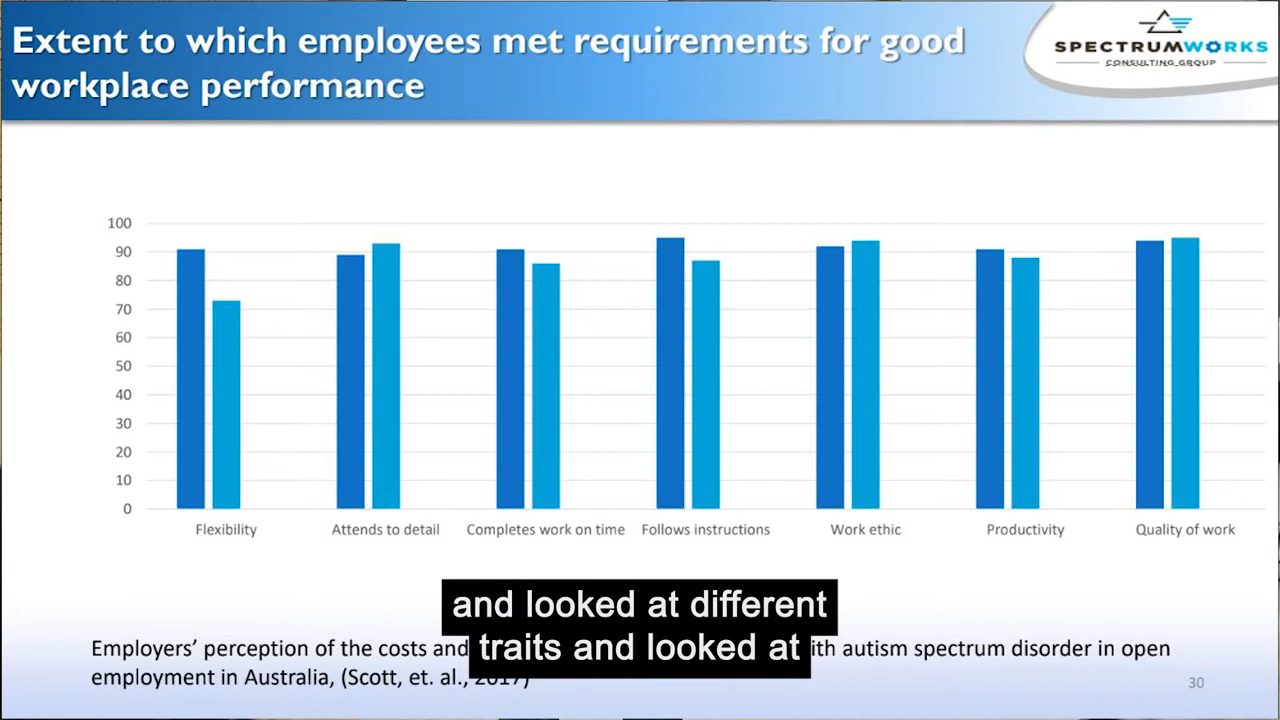 Extent to which employees met requirements for good
workplace performance
SPECTRUMWORKS
CONSULTING GROUP
100
90
80
70
60
50
40
30
20
10
0
Flexibility
Attends to detail
Completes work on time
Follows instructions
Work ethic
Productivity
Quality of work
and looked at different
traits and looked at
Employers' perception of the costs and th autism spectrum disorder in open
employment in Australia, (Scott, et. al., 2017)
30